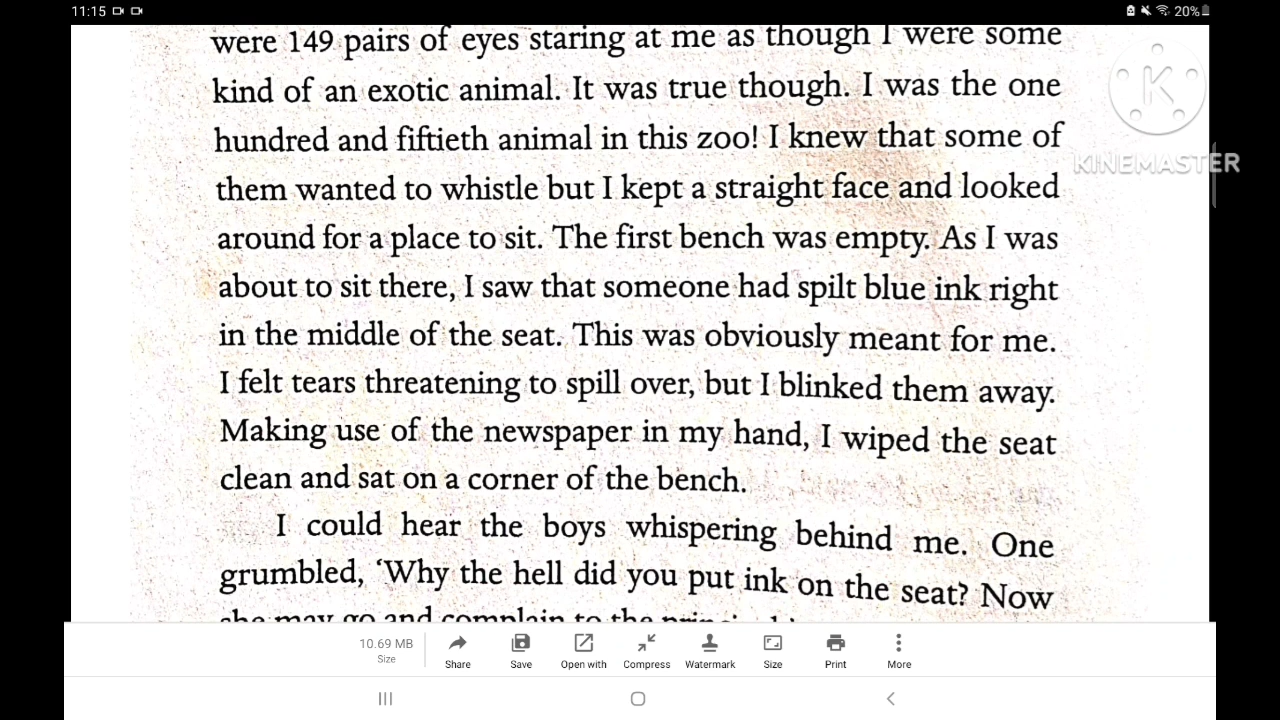 11:15 20%
were 149 pairs of eyes staring at me as though I were some
kind of an exotic animal. It was true though. I was the one
hundred and fiftieth animal in this zoo! I knew that some of
them wanted to whistle but I kept a straight face and looked
around for a place to sit. The first bench was empty. As I was
about to sit there, I saw that someone had spilt blue ink right
in the middle of the seat. This was obviously meant for me.
I felt tears threatening to spill over, but I blinked them away.
Making use of the newspaper in my hand, I wiped the seat
clean and sat on a corner of the bench.
I could hear the boys whispering behind me. One
grumbled, ‘Why the hell did you put ink on the seat? Now
she may go and complain to the
K
KINEMASTER
10.69 MB
Size
Share
Save
Open with
Compress
Watermark
Size
Print
More